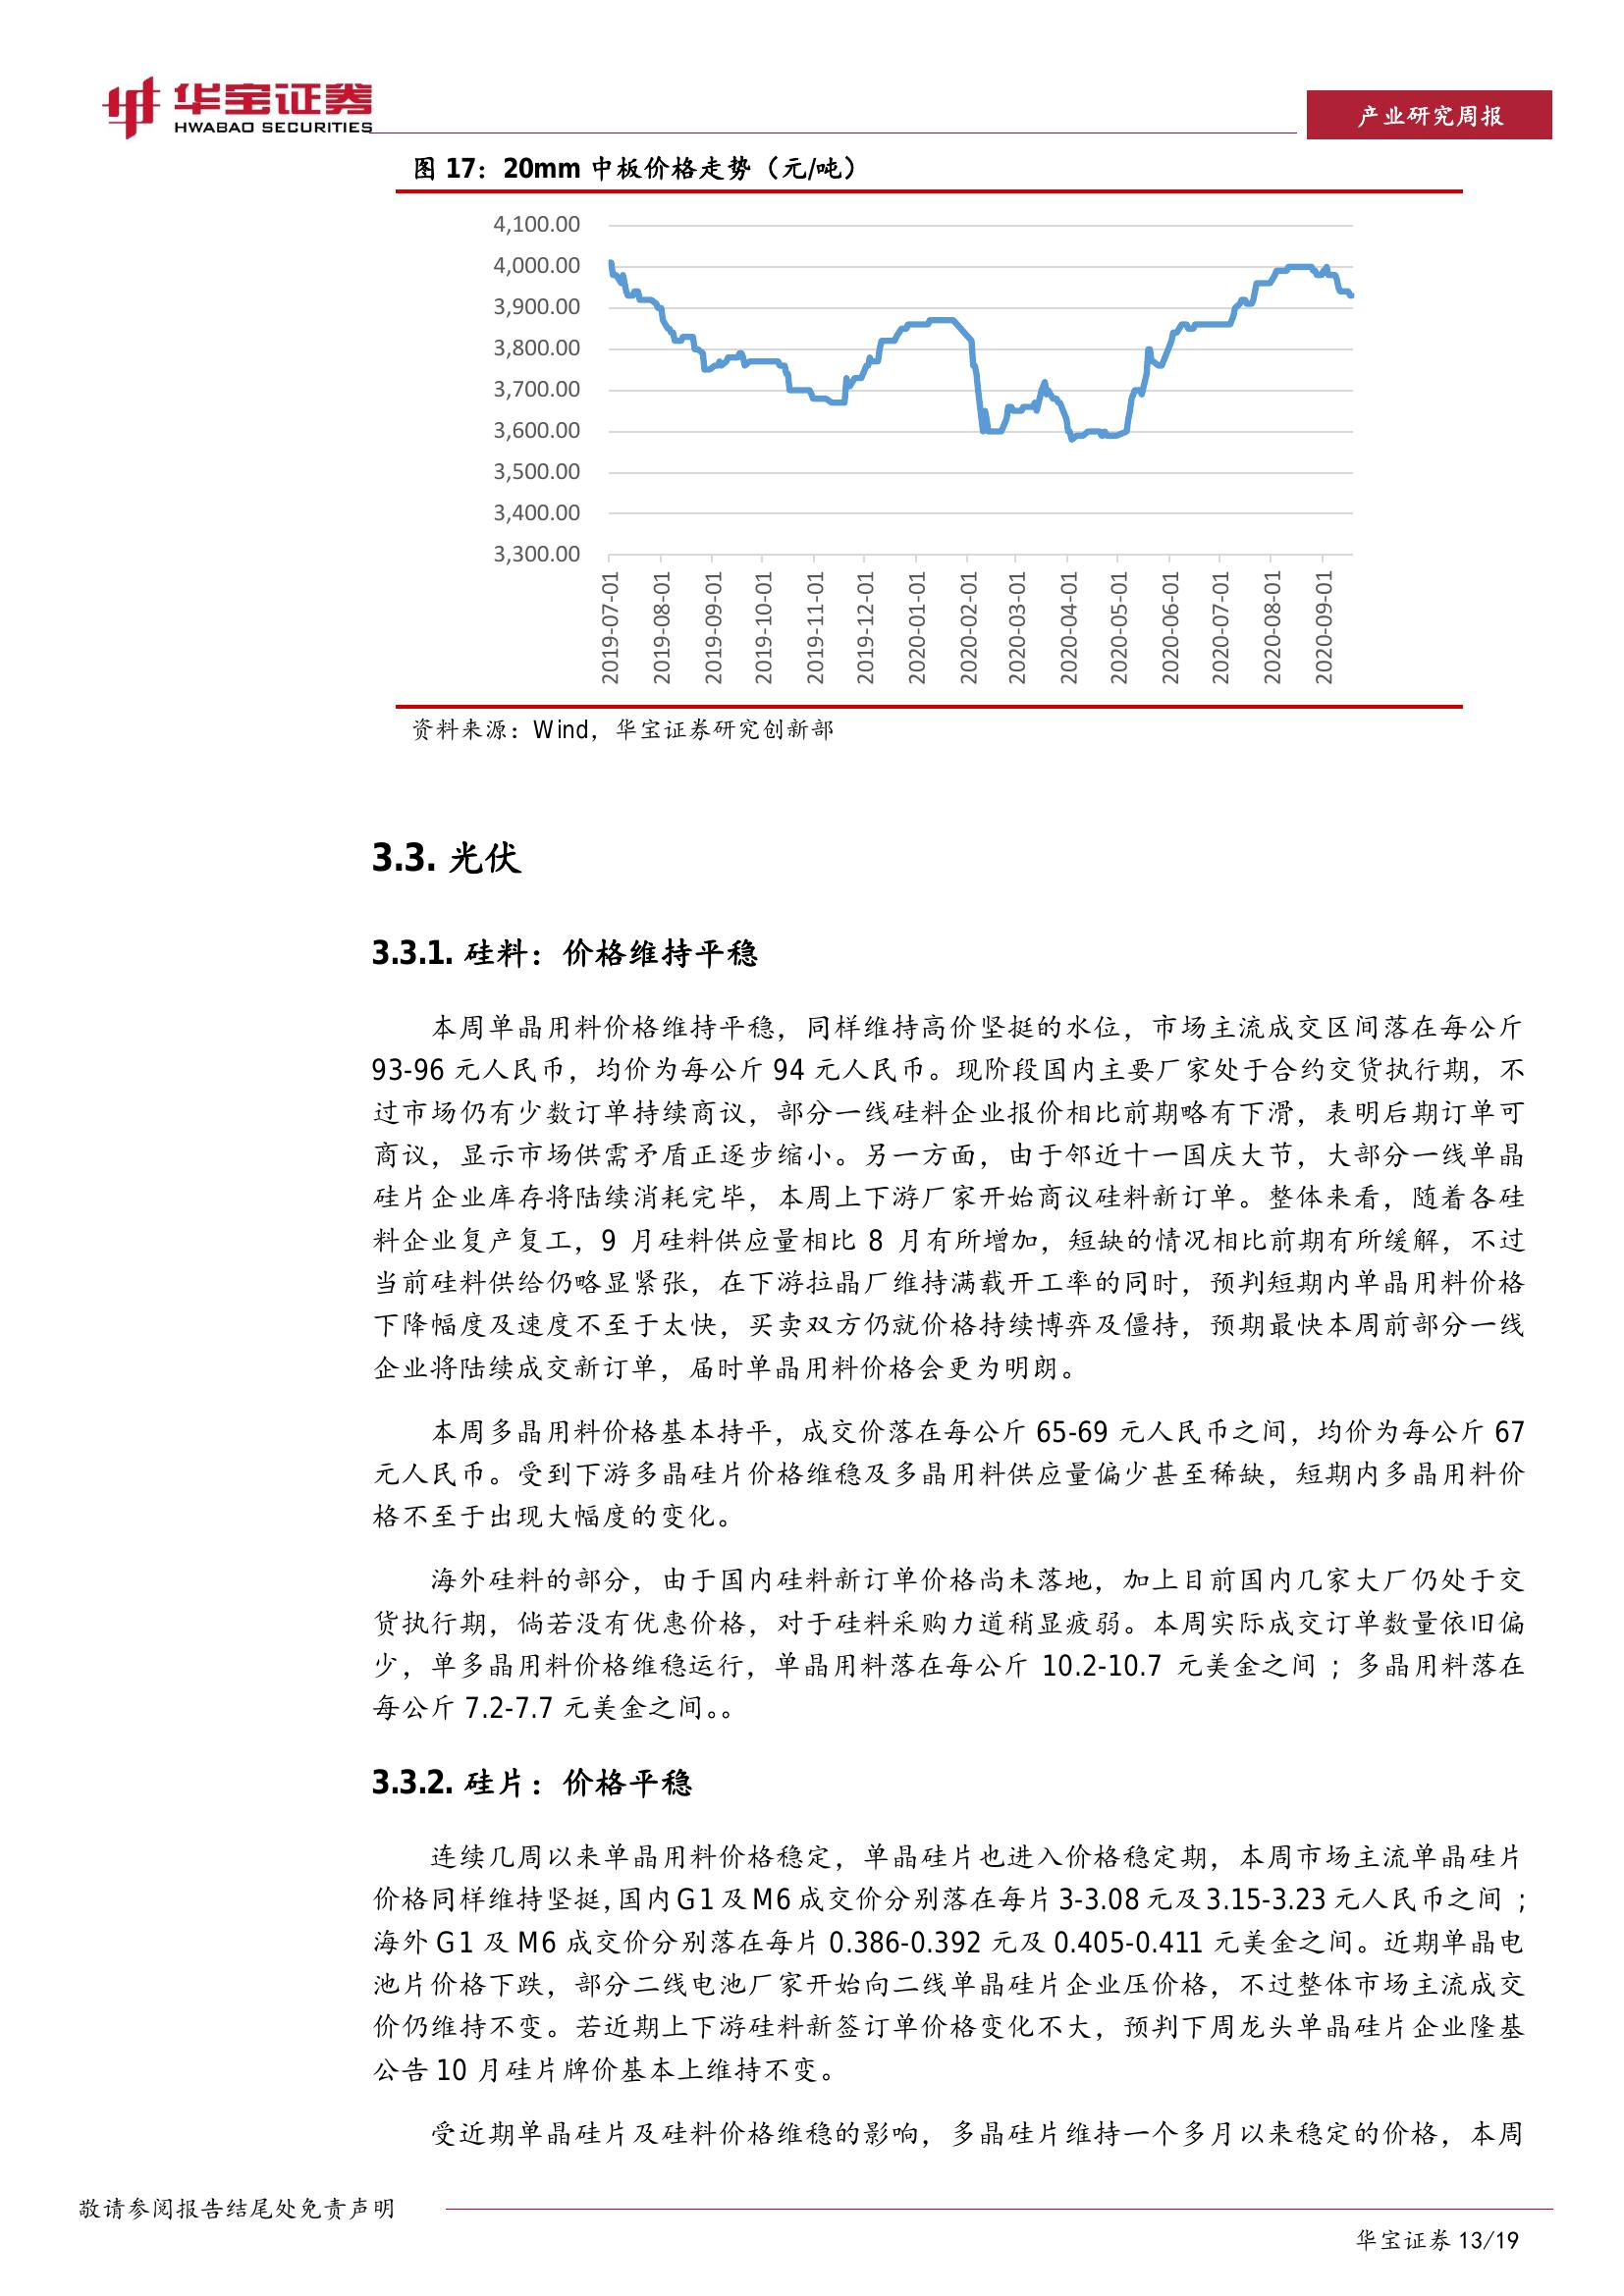 华宝证券
HWABAO SECURITIES
产业研究周报
图 17：20mm 中板价格走势（元/吨）
4,100.00
4,000.00
3,900.00
3,800.00
3,700.00
3,600.00
3,500.00
3,400.00
3,300.00
2019-07-01
2019-08-01
2019-09-01
2019-10-01
2019-11-01
2019-12-01
2020-01-01
2020-02-01
2020-03-01
2020-04-01
2020-05-01
2020-06-01
2020-07-01
2020-08-01
2020-09-01
资料来源：Wind，华宝证券研究创新部
3.3. 光伏
3.3.1. 硅料：价格维持平稳
本周单晶用料价格维持平稳，同样维持高价坚挺的水位，市场主流成交区间落在每公斤
93-96 元人民币，均价为每公斤 94 元人民币。现阶段国内主要厂家处于合约交货执行期，不
过市场仍有少数订单持续商议，部分一线硅料企业报价相比前期略有下滑，表明后期订单可
商议，显示市场供需矛盾正逐步缩小。另一方面，由于邻近十一国庆大节，大部分一线单晶
硅片企业库存将陆续消耗完毕，本周上下游厂家开始商议硅料新订单。整体来看，随着各硅
料企业复产复工，9 月硅料供应量相比 8 月有所增加，短缺的情况相比前期有所缓解，不过
当前硅料供给仍略显紧张，在下游拉晶厂维持满载开工率的同时，预判短期内单晶用料价格
下降幅度及速度不至于太快，买卖双方仍就价格持续博弈及僵持，预期最快本周前部分一线
企业将陆续成交新订单，届时单晶用料价格会更为明朗。
本周多晶用料价格基本持平，成交价落在每公斤 65-69 元人民币之间，均价为每公斤 67
元人民币。受到下游多晶硅片价格维稳及多晶用料供应量偏少甚至稀缺，短期内多晶用料价
格不至于出现大幅度的变化。
海外硅料的部分，由于国内硅料新订单价格尚未落地，加上目前国内几家大厂仍处于交
货执行期，倘若没有优惠价格，对于硅料采购力道稍显疲弱。本周实际成交订单数量依旧偏
少，单多晶用料价格维稳运行，单晶用料落在每公斤 10.2-10.7 元美金之间；多晶用料落在
每公斤 7.2-7.7 元美金之间。。
3.3.2. 硅片：价格平稳
连续几周以来单晶用料价格稳定，单晶硅片也进入价格稳定期，本周市场主流单晶硅片
价格同样维持坚挺，国内 G1 及 M6 成交价分别落在每片 3-3.08 元及 3.15-3.23 元人民币之间；
海外 G1 及 M6 成交价分别落在每片 0.386-0.392 元及 0.405-0.411 元美金之间。近期单晶电
池片价格下跌，部分二线电池厂家开始向二线单晶硅片企业压价格，不过整体市场主流成交
价仍维持不变。若近期上下游硅料新签订单价格变化不大，预判下周龙头单晶硅片企业隆基
公告 10 月硅片牌价基本上维持不变。
受近期单晶硅片及硅料价格维稳的影响，多晶硅片维持一个多月以来稳定的价格，本周
敬请参阅报告结尾处免责声明
华宝证券 13/19